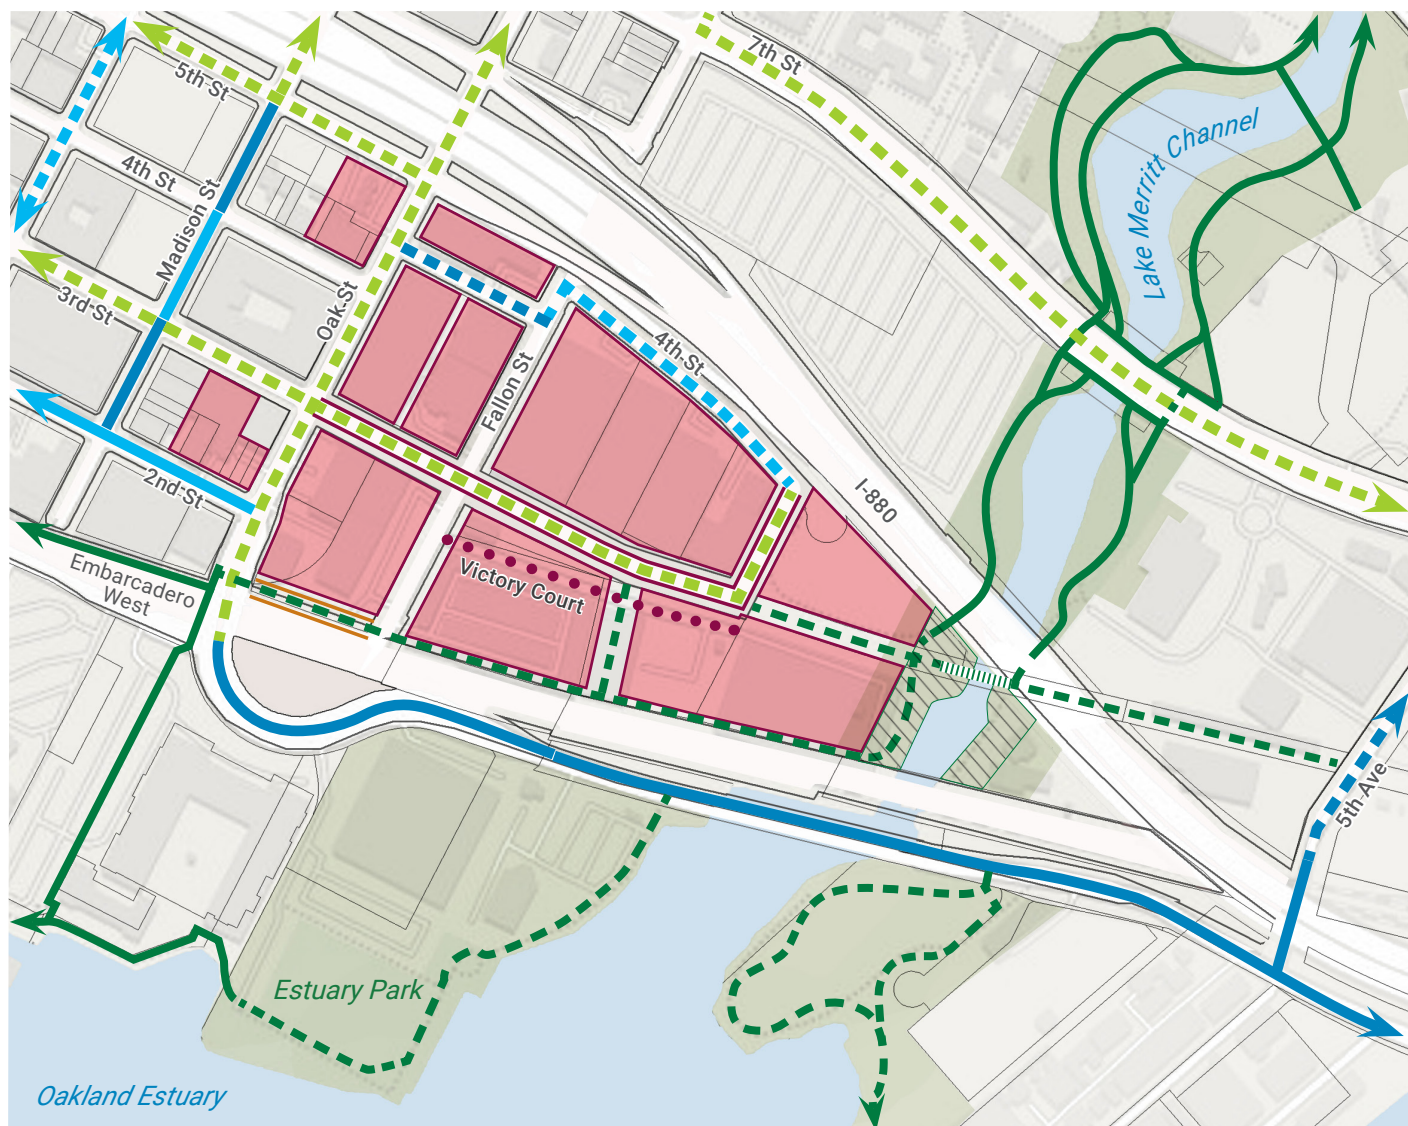 7th St
5th St
4th St
Madison St
3rd St
Oak St
Fallon St
4th St
Lake Merritt Channel
2nd St
I-880
Embarcadero
West
Victory Court
5th Ave
Estuary Park
Oakland Estuary